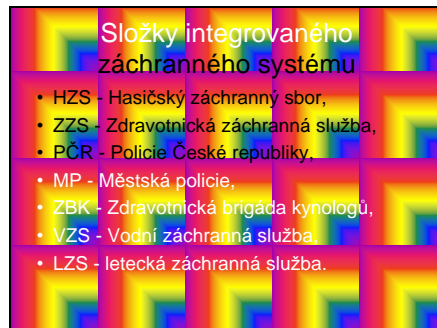 Složky integrovaného
záchranného systému
• HZS - Hasičský záchranný sbor,
• ZZS - Zdravotnická záchranná služba,
• PČR - Policie České republiky,
• MP - Městská policie,
• ZBK - Zdravotnická brigáda kynologů,
• VZS - Vodní záchranná služba,
• LZS - letecká záchranná služba.